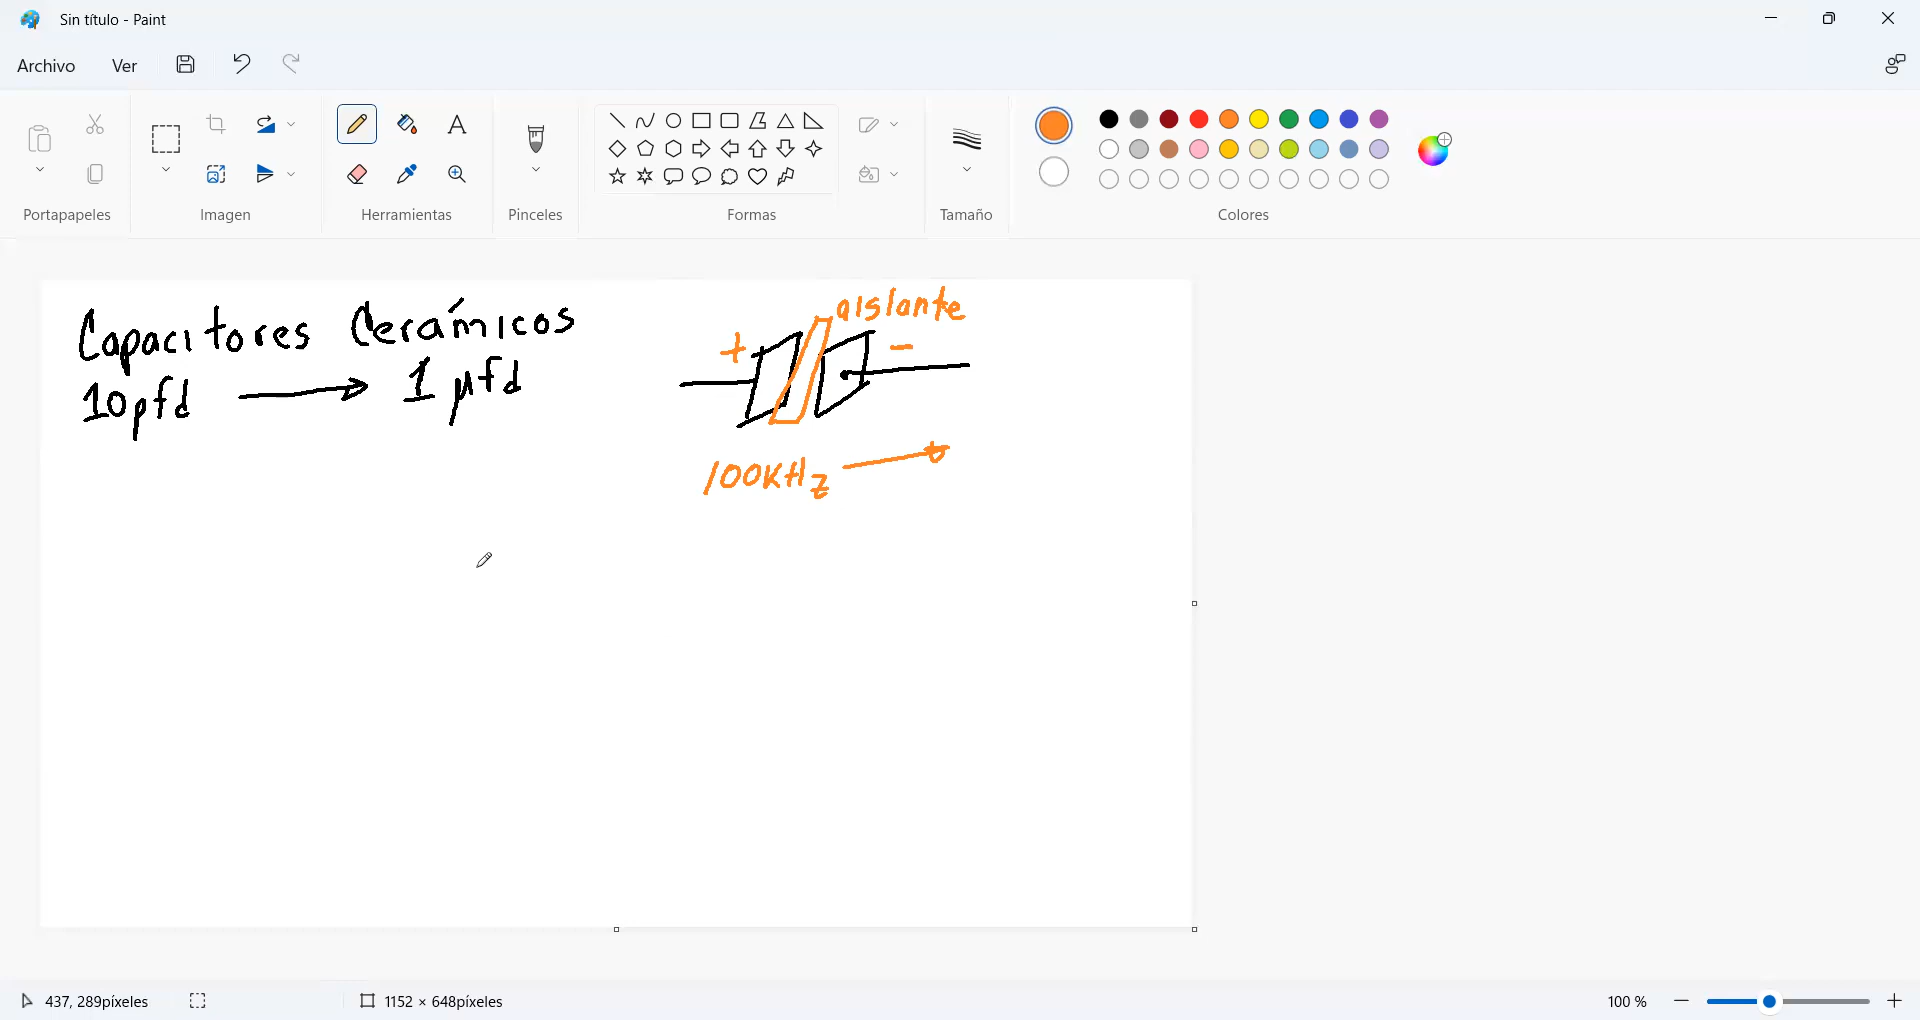 Sin título - Paint
Archivo Ver
Portapapeles Imagen Herramientas Pinceles Formas Tamaño Colores
Capacitores Cerámicos
10pfd → 1 μfd
aislante
+ −
100KHz →
437, 289píxeles 1152 × 648píxeles 100 %